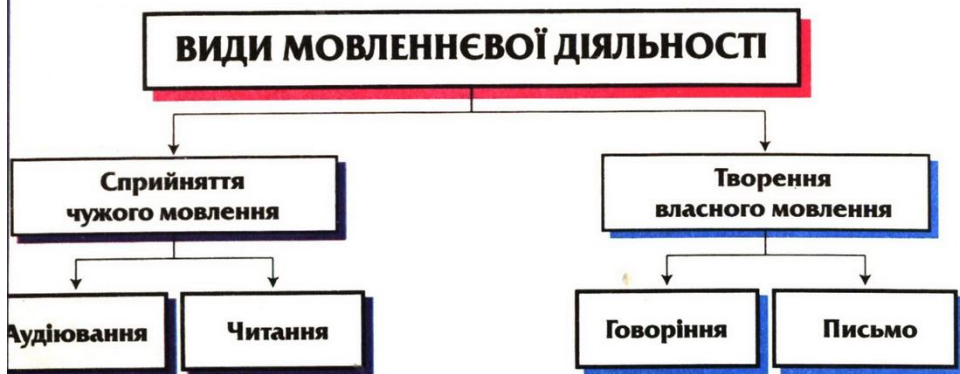 ВИДИ МОВЛЕННЄВОЇ ДІЯЛЬНОСТІ
Сприйняття
чужого мовлення
Творення
власного мовлення
Аудіювання
Читання
Говоріння
Письмо